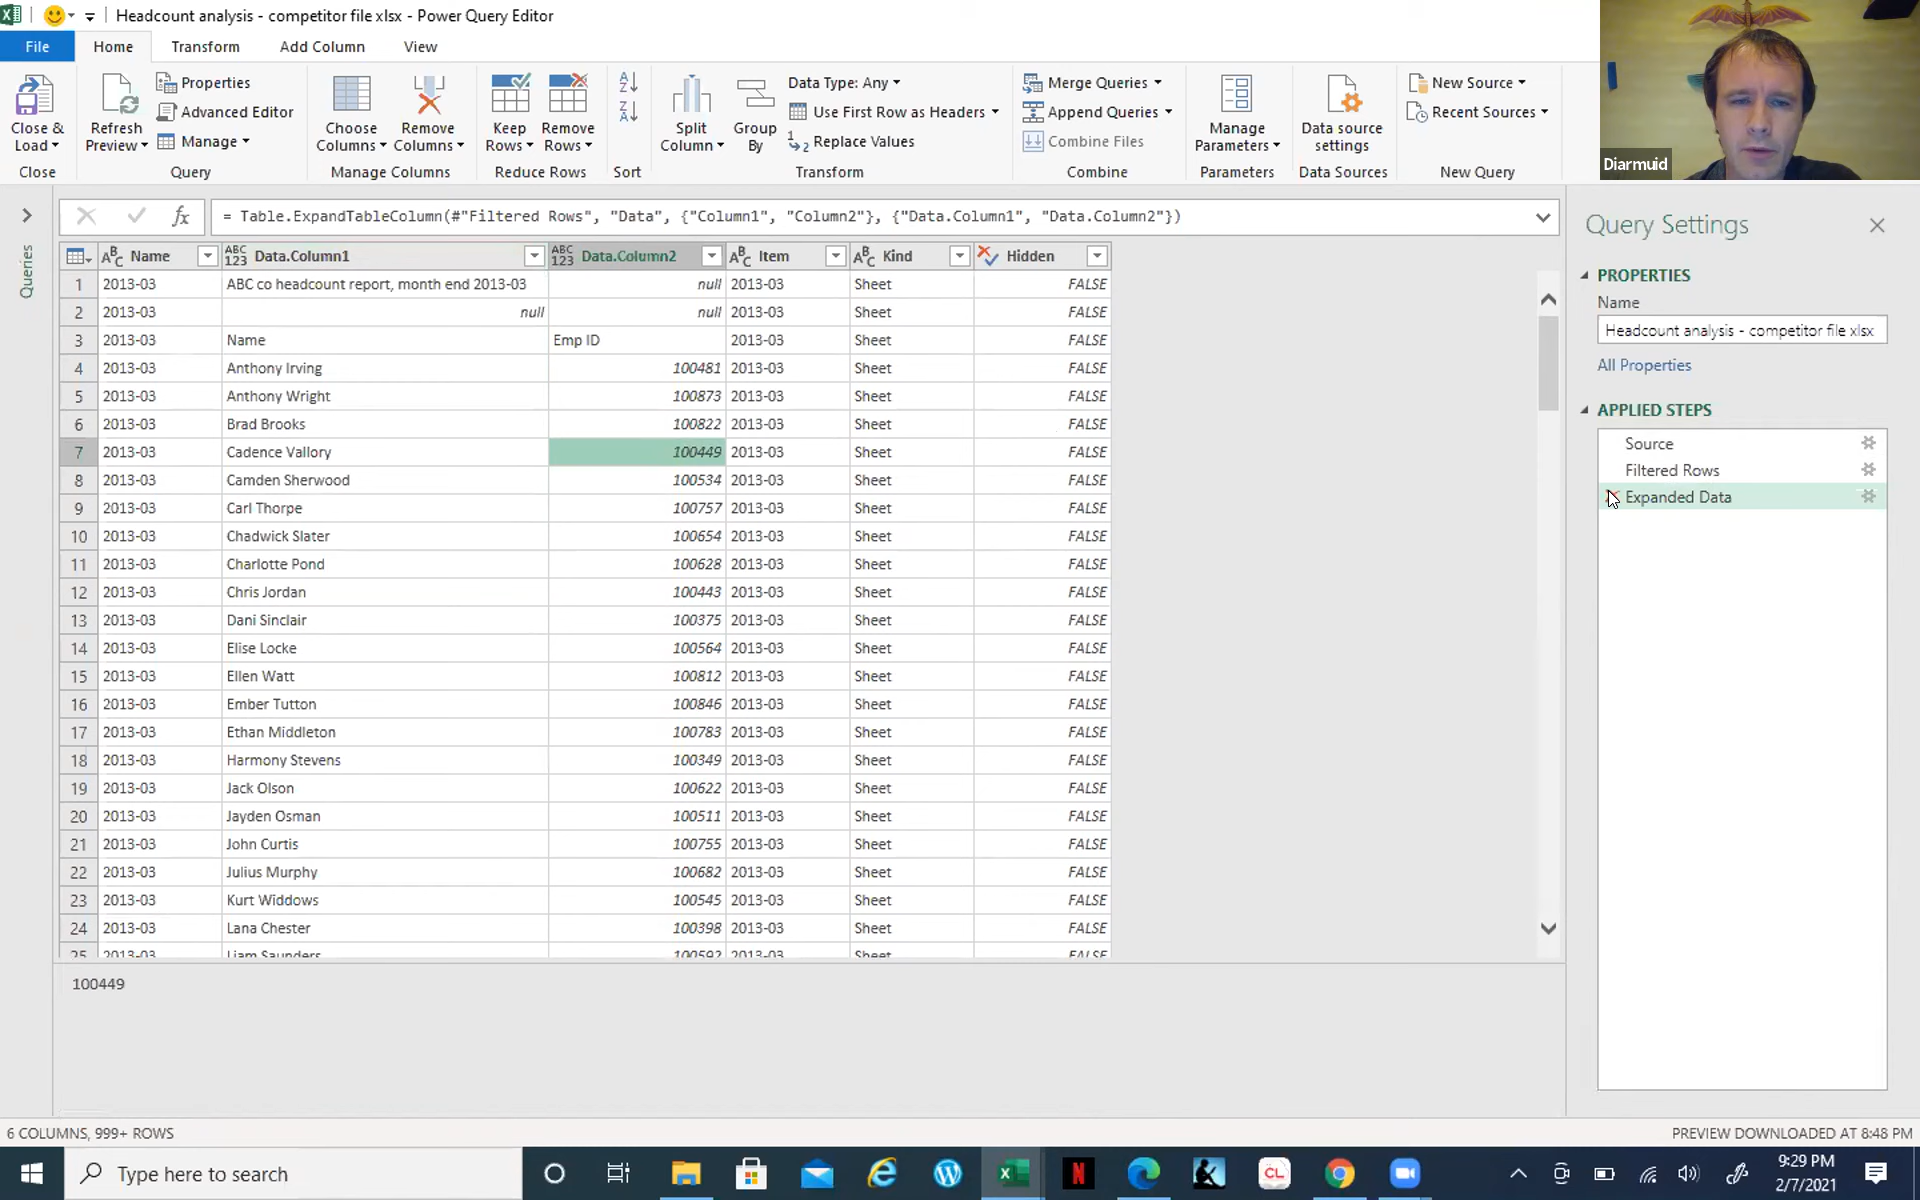 Headcount analysis - competitor file xlsx - Power Query Editor
File Home Transform Add Column View
Close & Load
Close
Refresh Preview
Properties
Advanced Editor
Manage
Query
Choose Columns
Remove Columns
Manage Columns
Keep Rows
Remove Rows
Reduce Rows
Sort
Split Column
Group By
Data Type: Any
Use First Row as Headers
Replace Values
Transform
Merge Queries
Append Queries
Combine Files
Combine
Manage Parameters
Parameters
Data source settings
Data Sources
New Source
Recent Sources
New Query
Diarmuid
Queries
= Table.ExpandTableColumn(#"Filtered Rows", "Data", {"Column1", "Column2"}, {"Data.Column1", "Data.Column2"})
Name Data.Column1 Data.Column2 Item Kind Hidden
1 2013-03 ABC co headcount report, month end 2013-03 null 2013-03 Sheet FALSE
2 2013-03 null null 2013-03 Sheet FALSE
3 2013-03 Name Emp ID 2013-03 Sheet FALSE
4 2013-03 Anthony Irving 100481 2013-03 Sheet FALSE
5 2013-03 Anthony Wright 100873 2013-03 Sheet FALSE
6 2013-03 Brad Brooks 100822 2013-03 Sheet FALSE
7 2013-03 Cadence Vallory 100449 2013-03 Sheet FALSE
8 2013-03 Camden Sherwood 100534 2013-03 Sheet FALSE
9 2013-03 Carl Thorpe 100757 2013-03 Sheet FALSE
10 2013-03 Chadwick Slater 100654 2013-03 Sheet FALSE
11 2013-03 Charlotte Pond 100628 2013-03 Sheet FALSE
12 2013-03 Chris Jordan 100443 2013-03 Sheet FALSE
13 2013-03 Dani Sinclair 100375 2013-03 Sheet FALSE
14 2013-03 Elise Locke 100564 2013-03 Sheet FALSE
15 2013-03 Ellen Watt 100812 2013-03 Sheet FALSE
16 2013-03 Ember Tutton 100846 2013-03 Sheet FALSE
17 2013-03 Ethan Middleton 100783 2013-03 Sheet FALSE
18 2013-03 Harmony Stevens 100349 2013-03 Sheet FALSE
19 2013-03 Jack Olson 100622 2013-03 Sheet FALSE
20 2013-03 Jayden Osman 100511 2013-03 Sheet FALSE
21 2013-03 John Curtis 100755 2013-03 Sheet FALSE
22 2013-03 Julius Murphy 100682 2013-03 Sheet FALSE
23 2013-03 Kurt Widdows 100545 2013-03 Sheet FALSE
24 2013-03 Lana Chester 100398 2013-03 Sheet FALSE
25 2013-03 Liam Saunders 100592 2013-03 Sheet FALSE
100449
Query Settings
PROPERTIES
Name
Headcount analysis - competitor file xlsx
All Properties
APPLIED STEPS
Source
Filtered Rows
Expanded Data
6 COLUMNS, 999+ ROWS
PREVIEW DOWNLOADED AT 8:48 PM
Type here to search
9:29 PM
2/7/2021